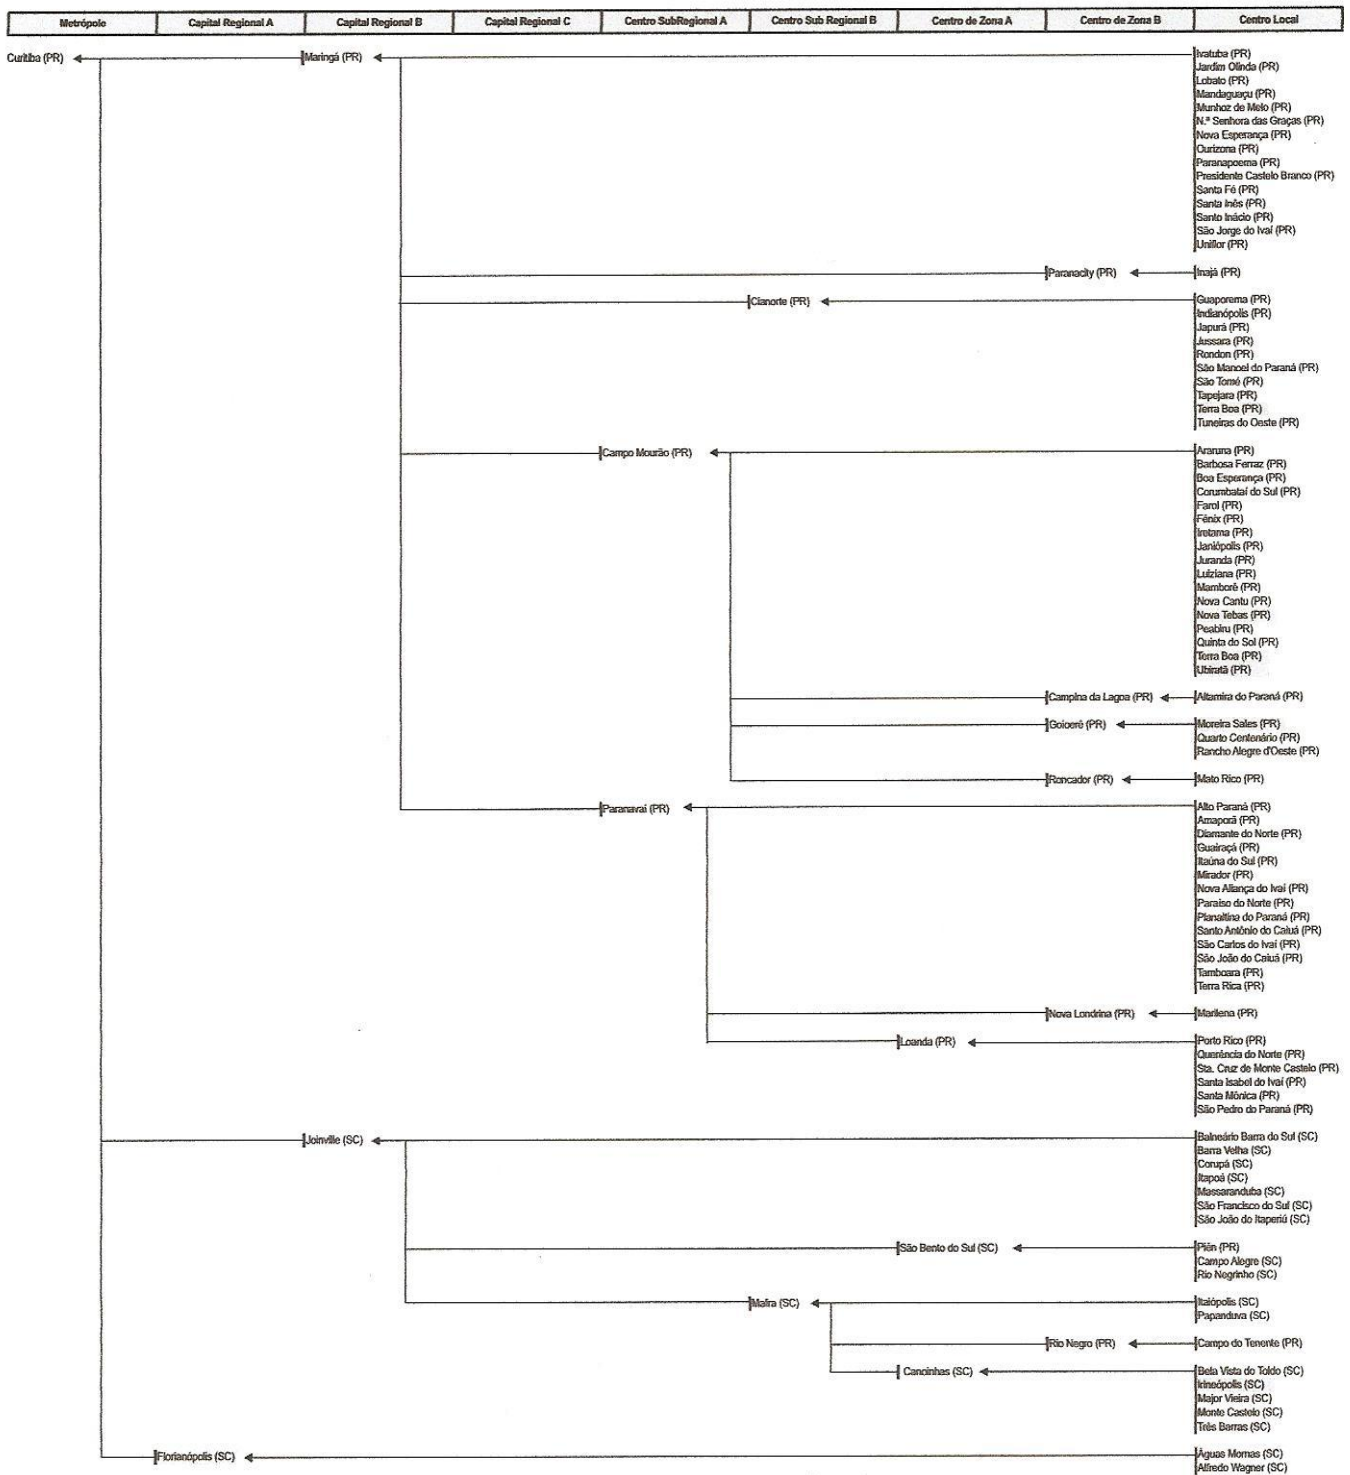 Metrópole Capital Regional A Capital Regional B Capital Regional C Centro SubRegional A Centro Sub Regional B Centro de Zona A Centro de Zona B Centro Local
Curitiba (PR) Maringá (PR) Ivatuba (PR)
Jardim Olinda (PR)
Lobato (PR)
Mandaguaçu (PR)
Munhoz de Melo (PR)
N.ª Senhora das Graças (PR)
Nova Esperança (PR)
Ourizona (PR)
Paranapoema (PR)
Presidente Castelo Branco (PR)
Santa Fé (PR)
Santa Inês (PR)
Santo Inácio (PR)
São Jorge do Ivaí (PR)
Uniflor (PR)
Paranacity (PR) Inajá (PR)
Cianorte (PR) Guaporema (PR)
Indianópolis (PR)
Japurá (PR)
Jussara (PR)
Rondon (PR)
São Manoel do Paraná (PR)
São Tomé (PR)
Tapejara (PR)
Terra Boa (PR)
Tuneiras do Oeste (PR)
Campo Mourão (PR) Araruna (PR)
Barbosa Ferraz (PR)
Boa Esperança (PR)
Corumbataí do Sul (PR)
Farol (PR)
Fênix (PR)
Iretama (PR)
Janiópolis (PR)
Juranda (PR)
Luiziana (PR)
Mamborê (PR)
Nova Cantu (PR)
Nova Tebas (PR)
Peabiru (PR)
Quinta do Sol (PR)
Terra Boa (PR)
Ubiratã (PR)
Campina da Lagoa (PR) Altamira do Paraná (PR)
Goioerê (PR) Moreira Sales (PR)
Quarto Centenário (PR)
Rancho Alegre d'Oeste (PR)
Roncador (PR) Mato Rico (PR)
Paranavaí (PR) Alto Paraná (PR)
Amaporã (PR)
Diamante do Norte (PR)
Guairaçá (PR)
Itaúna do Sul (PR)
Mirador (PR)
Nova Aliança do Ivaí (PR)
Paraíso do Norte (PR)
Planaltina do Paraná (PR)
Santo Antônio do Caiuá (PR)
São Carlos do Ivaí (PR)
São João do Caiuá (PR)
Tamboara (PR)
Terra Rica (PR)
Nova Londrina (PR) Marilena (PR)
Loanda (PR) Porto Rico (PR)
Querência do Norte (PR)
Sta. Cruz de Monte Castelo (PR)
Santa Isabel do Ivaí (PR)
Santa Mônica (PR)
São Pedro do Paraná (PR)
Joinville (SC) Balneário Barra do Sul (SC)
Barra Velha (SC)
Corupá (SC)
Itapoá (SC)
Massaranduba (SC)
São Francisco do Sul (SC)
São João do Itaperiú (SC)
São Bento do Sul (SC) Piên (PR)
Campo Alegre (SC)
Rio Negrinho (SC)
Mafra (SC) Itaiópolis (SC)
Papanduva (SC)
Rio Negro (PR) Campo do Tenente (PR)
Canoinhas (SC) Bela Vista do Toldo (SC)
Irineópolis (SC)
Major Vieira (SC)
Monte Castelo (SC)
Três Barras (SC)
Florianópolis (SC) Águas Mornas (SC)
Alfredo Wagner (SC)